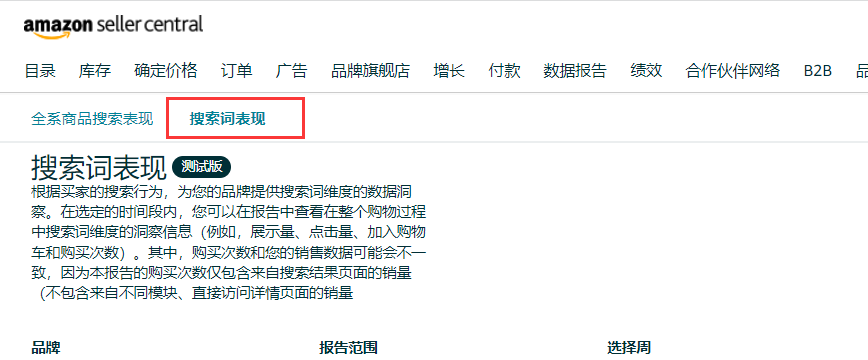 amazon seller central
目录 库存 确定价格 订单 广告 品牌旗舰店 增长 付款 数据报告 绩效 合作伙伴网络 B2B
全系商品搜索表现 搜索词表现
搜索词表现 测试版
根据买家的搜索行为，为您的品牌提供搜索词维度的数据洞
察。在选定的时间段内，您可以在报告中查看在整个购物过程
中搜索词维度的洞察信息（例如，展示量、点击量、加入购物
车和购买次数）。其中，购买次数和您的销售数据可能会不一
致，因为本报告的购买次数仅包含来自搜索结果页面的销量
（不包含来自不同模块、直接访问详情页面的销量
品牌 报告范围 选择周